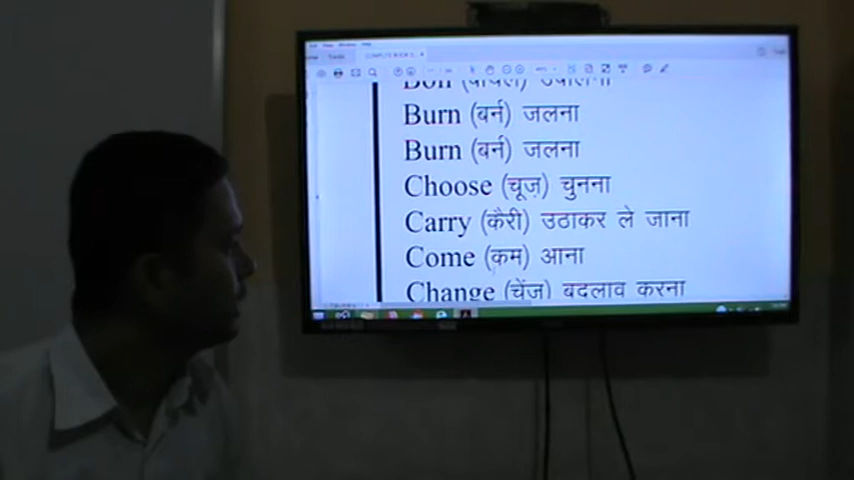 Burn (बर्न) जलना
Burn (बर्न) जलना
Choose (चूज़) चुनना
Carry (कैरी) उठाकर ले जाना
Come (कम) आना
Change (चेंज) बदलाव करना